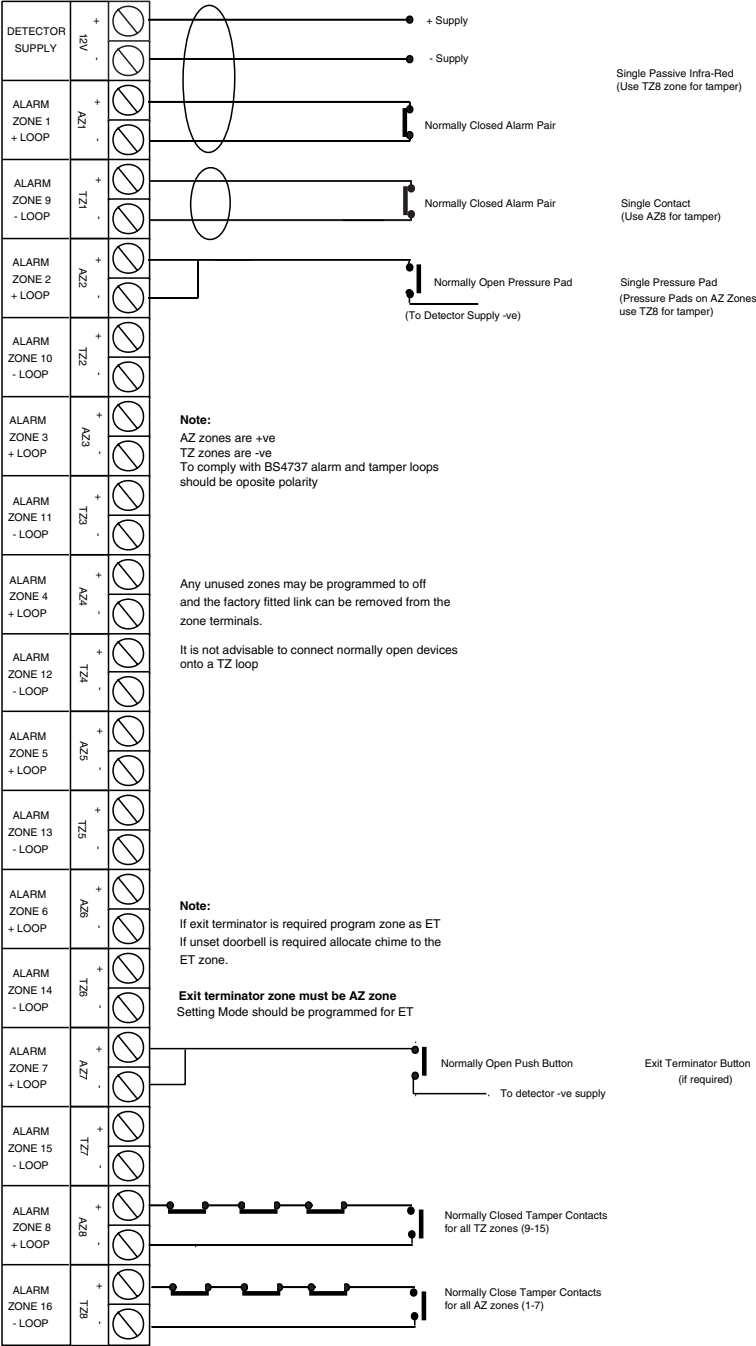 DETECTOR
SUPPLY
+
12V
-
+ Supply
- Supply
Single Passive Infra-Red
(Use TZ8 zone for tamper)
ALARM
ZONE 1
+ LOOP
+
AZ1
-
Normally Closed Alarm Pair
ALARM
ZONE 9
- LOOP
+
TZ1
-
Normally Closed Alarm Pair
Single Contact
(Use AZ8 for tamper)
ALARM
ZONE 2
+ LOOP
+
AZ2
-
Normally Open Pressure Pad
(To Detector Supply -ve)
Single Pressure Pad
(Pressure Pads on AZ Zones
use TZ8 for tamper)
ALARM
ZONE 10
- LOOP
+
TZ2
-
ALARM
ZONE 3
+ LOOP
+
AZ3
-
Note:
AZ zones are +ve
TZ zones are -ve
To comply with BS4737 alarm and tamper loops
should be oposite polarity
ALARM
ZONE 11
- LOOP
+
TZ3
-
ALARM
ZONE 4
+ LOOP
+
AZ4
-
Any unused zones may be programmed to off
and the factory fitted link can be removed from the
zone terminals.
It is not advisable to connect normally open devices
onto a TZ loop
ALARM
ZONE 12
- LOOP
+
TZ4
-
ALARM
ZONE 5
+ LOOP
+
AZ5
-
ALARM
ZONE 13
- LOOP
+
TZ5
-
ALARM
ZONE 6
+ LOOP
+
AZ6
-
Note:
If exit terminator is required program zone as ET
If unset doorbell is required allocate chime to the
ET zone.
ALARM
ZONE 14
- LOOP
+
TZ6
-
Exit terminator zone must be AZ zone
Setting Mode should be programmed for ET
ALARM
ZONE 7
+ LOOP
+
AZ7
-
Normally Open Push Button
To detector -ve supply
Exit Terminator Button
(if required)
ALARM
ZONE 15
- LOOP
+
TZ7
-
ALARM
ZONE 8
+ LOOP
+
AZ8
-
Normally Closed Tamper Contacts
for all TZ zones (9-15)
ALARM
ZONE 16
- LOOP
+
TZ8
-
Normally Close Tamper Contacts
for all AZ zones (1-7)